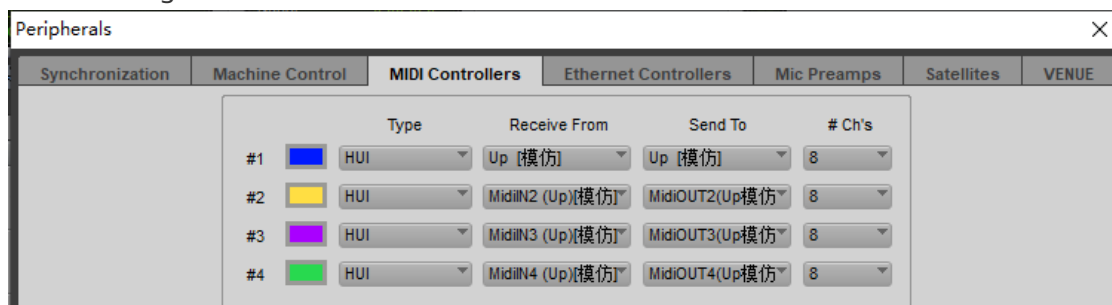 Peripherals
Synchronization Machine Control MIDI Controllers Ethernet Controllers Mic Preamps Satellites VENUE
Type Receive From Send To # Ch's
#1 HUI Up [模仿] Up [模仿] 8
#2 HUI MidiIN2 (Up)[模仿] MidiOUT2(Up模仿 8
#3 HUI MidiIN3 (Up)[模仿] MidiOUT3(Up模仿 8
#4 HUI MidiIN4 (Up)[模仿] MidiOUT4(Up模仿 8